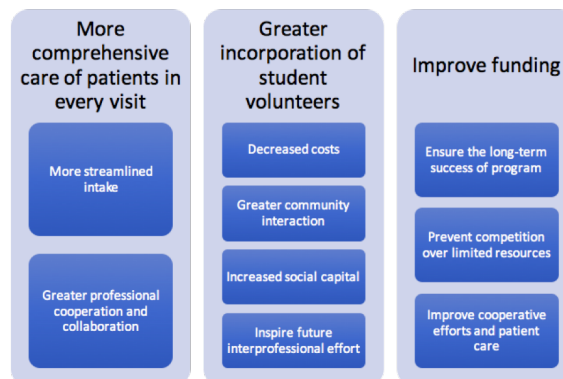 More
comprehensive
care of patients in
every visit
More streamlined
intake
Greater professional
cooperation and
collaboration
Greater
incorporation of
student
volunteers
Decreased costs
Greater community
interaction
Increased social capital
Inspire future
interprofessional effort
Improve funding
Ensure the long-term
success of program
Prevent competition
over limited resources
Improve cooperative
efforts and patient
care